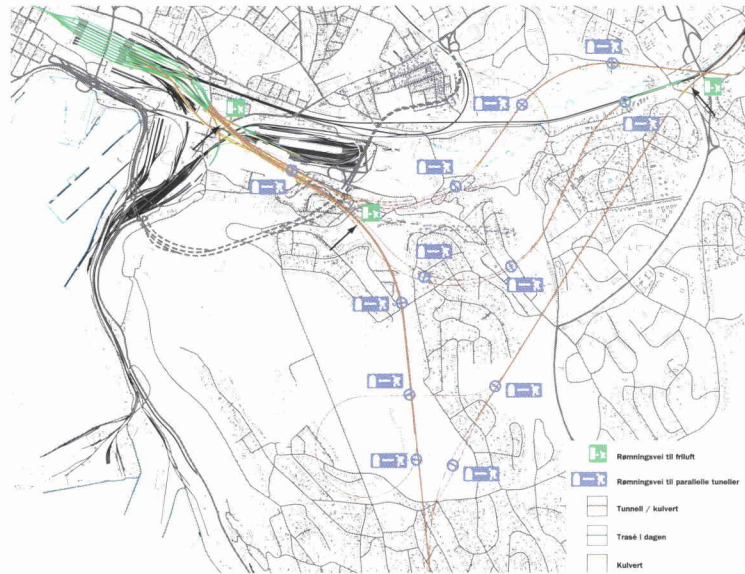 Rømningsvei til friluft
Rømningsvei til parallelle tuneller
Tunnell / kulvert
Trasé i dagen
Kulvert